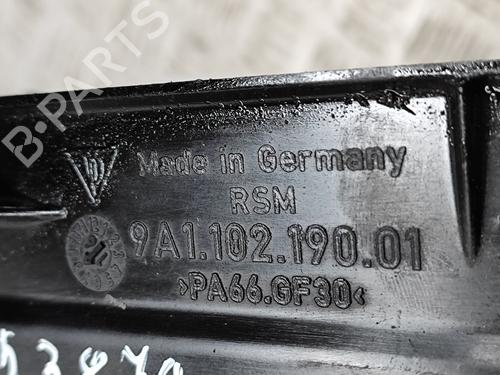 B-PARTS
Made in Germany
RSM
9A1.102.190.01
>PA66.GF30<